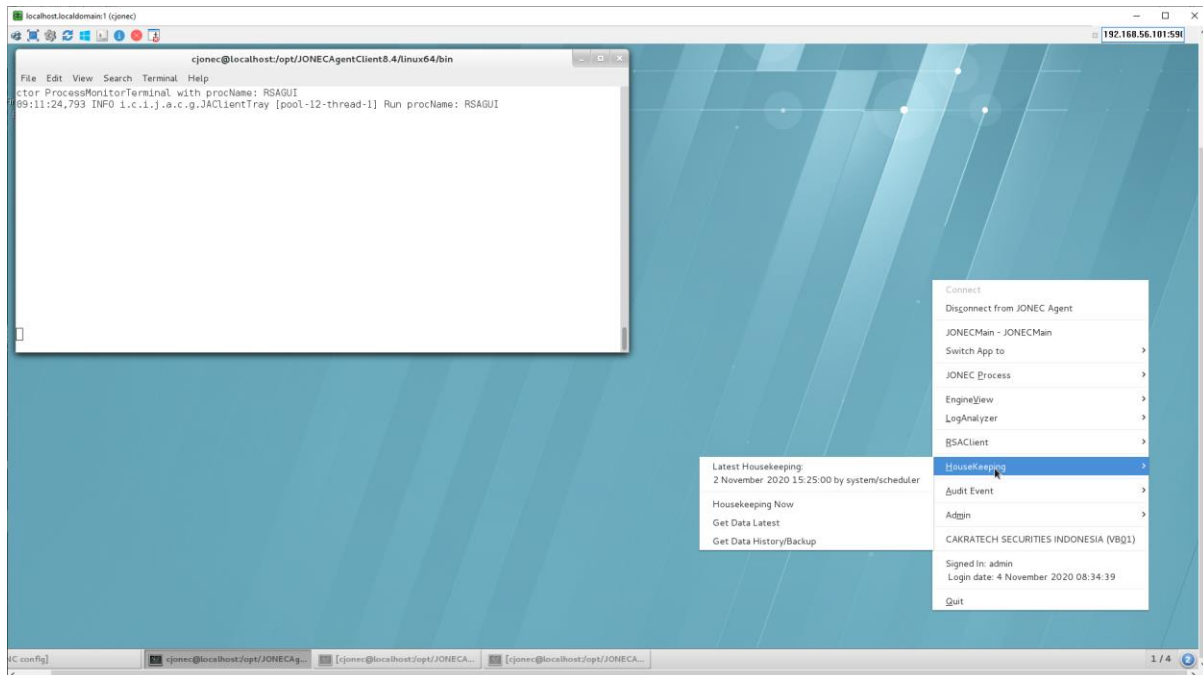 localhost.localdomain:1 (cjonec)
192.168.56.101:590
cjonec@localhost:/opt/JONECAgentClient8.4/linux64/bin
File Edit View Search Terminal Help
ctor ProcessMonitorTerminal with procName: RSAGUI
09:11:24,793 INFO i.c.i.j.a.c.g.JAClientTray [pool-12-thread-1] Run procName: RSAGUI
Connect
Disconnect from JONEC Agent
JONECMain - JONECMain
Switch App to
JONEC Process
EngineView
LogAnalyzer
RSAClient
HouseKeeping
Latest Housekeeping:
2 November 2020 15:25:00 by system/scheduler
Housekeeping Now
Get Data Latest
Get Data History/Backup
Audit Event
Admin
CAKRATECH SECURITIES INDONESIA (VB01)
Signed In: admin
Login date: 4 November 2020 08:34:39
Quit
NC config]
cjonec@localhost:/opt/JONECAg...
[cjonec@localhost:/opt/JONECA...
[cjonec@localhost:/opt/JONECA...
1 / 4
2